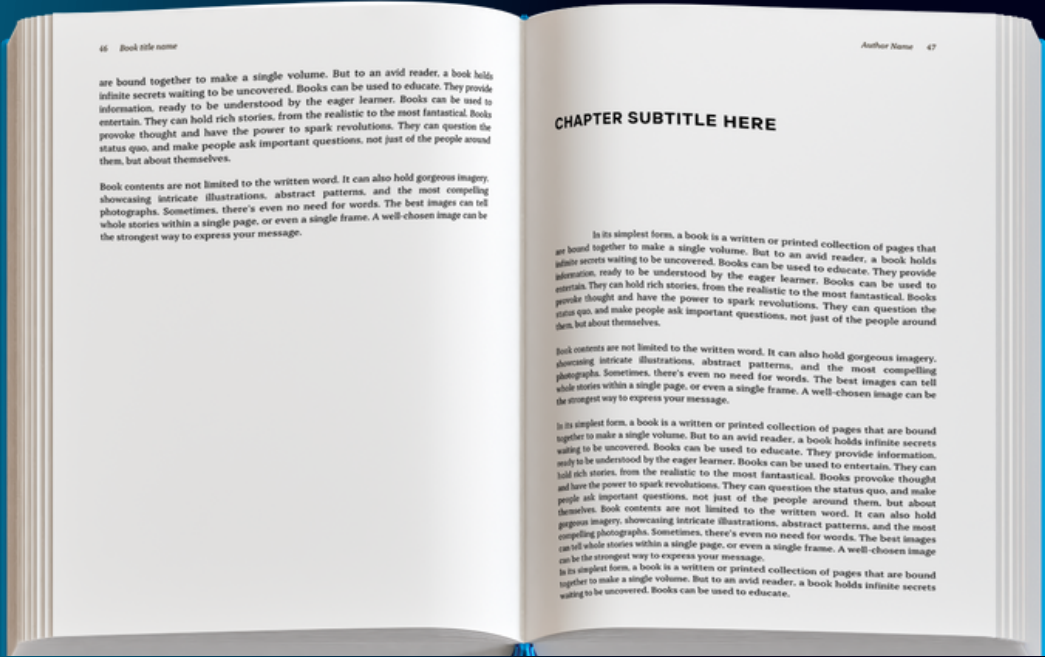 46 Book title name
are bound together to make a single volume. But to an avid reader, a book holds
infinite secrets waiting to be uncovered. Books can be used to educate. They provide
information, ready to be understood by the eager learner. Books can be used to
entertain. They can hold rich stories, from the realistic to the most fantastical. Books
provoke thought and have the power to spark revolutions. They can question the
status quo, and make people ask important questions, not just of the people around
them, but about themselves.
Book contents are not limited to the written word. It can also hold gorgeous imagery,
showcasing intricate illustrations, abstract patterns, and the most compelling
photographs. Sometimes, there's even no need for words. The best images can tell
whole stories within a single page, or even a single frame. A well-chosen image can be
the strongest way to express your message.
Author Name 47
CHAPTER SUBTITLE HERE
In its simplest form, a book is a written or printed collection of pages that
are bound together to make a single volume. But to an avid reader, a book holds
infinite secrets waiting to be uncovered. Books can be used to educate. They provide
information, ready to be understood by the eager learner. Books can be used to
entertain. They can hold rich stories, from the realistic to the most fantastical. Books
provoke thought and have the power to spark revolutions. They can question the
status quo, and make people ask important questions, not just of the people around
them, but about themselves.
Book contents are not limited to the written word. It can also hold gorgeous imagery,
showcasing intricate illustrations, abstract patterns, and the most compelling
photographs. Sometimes, there's even no need for words. The best images can tell
whole stories within a single page, or even a single frame. A well-chosen image can be
the strongest way to express your message.
In its simplest form, a book is a written or printed collection of pages that are bound
together to make a single volume. But to an avid reader, a book holds infinite secrets
waiting to be uncovered. Books can be used to educate. They provide information,
ready to be understood by the eager learner. Books can be used to entertain. They can
hold rich stories, from the realistic to the most fantastical. Books provoke thought
and have the power to spark revolutions. They can question the status quo, and make
people ask important questions, not just of the people around them, but about
themselves. Book contents are not limited to the written word. It can also hold
gorgeous imagery, showcasing intricate illustrations, abstract patterns, and the most
compelling photographs. Sometimes, there's even no need for words. The best images
can tell whole stories within a single page, or even a single frame. A well-chosen image
can be the strongest way to express your message.
In its simplest form, a book is a written or printed collection of pages that are bound
together to make a single volume. But to an avid reader, a book holds infinite secrets
waiting to be uncovered. Books can be used to educate.